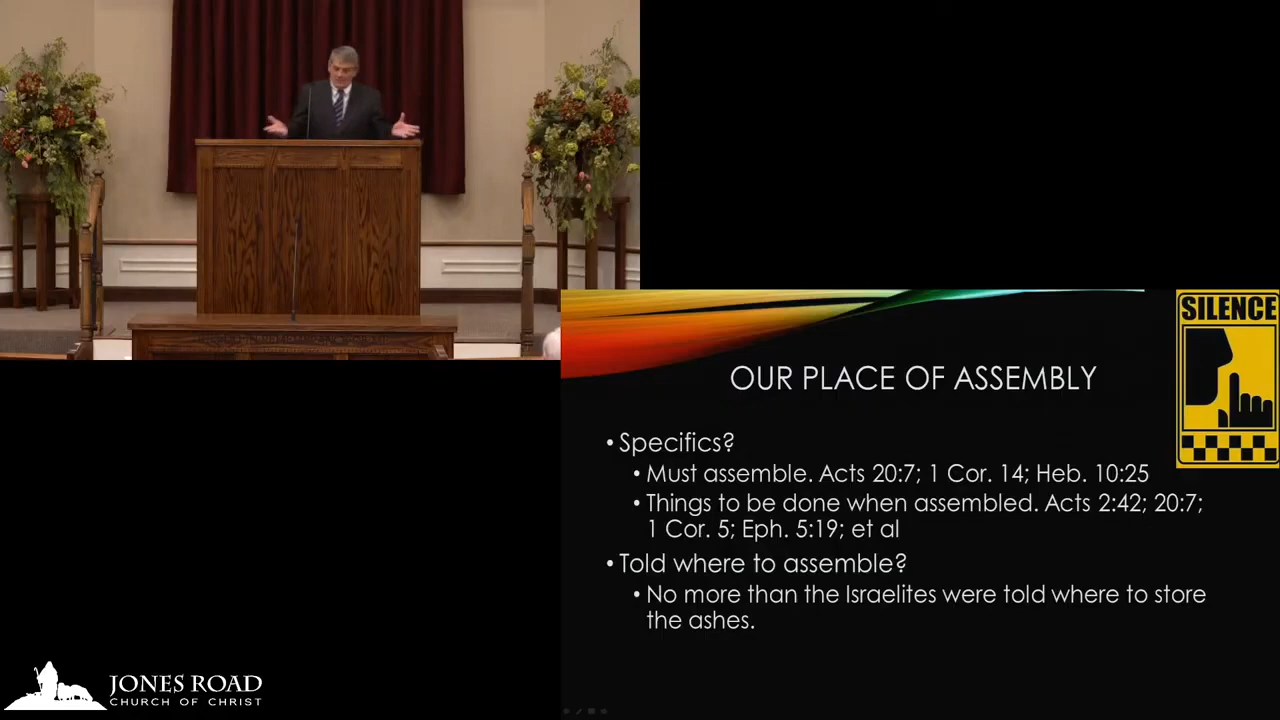 SILENCE
OUR PLACE OF ASSEMBLY
• Specifics?
• Must assemble. Acts 20:7; 1 Cor. 14; Heb. 10:25
• Things to be done when assembled. Acts 2:42; 20:7;
1 Cor. 5; Eph. 5:19; et al
• Told where to assemble?
• No more than the Israelites were told where to store
the ashes.
JONES ROAD
CHURCH OF CHRIST